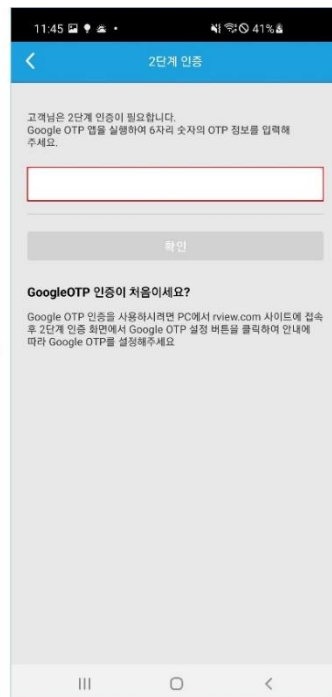 11:45 41%
2단계 인증
고객님은 2단계 인증이 필요합니다.
Google OTP 앱을 실행하여 6자리 숫자의 OTP 정보를 입력해
주세요.
확인
GoogleOTP 인증이 처음이세요?
Google OTP 인증을 사용하시려면 PC에서 rview.com 사이트에 접속
후 2단계 인증 화면에서 Google OTP 설정 버튼을 클릭하여 안내에
따라 Google OTP를 설정해주세요